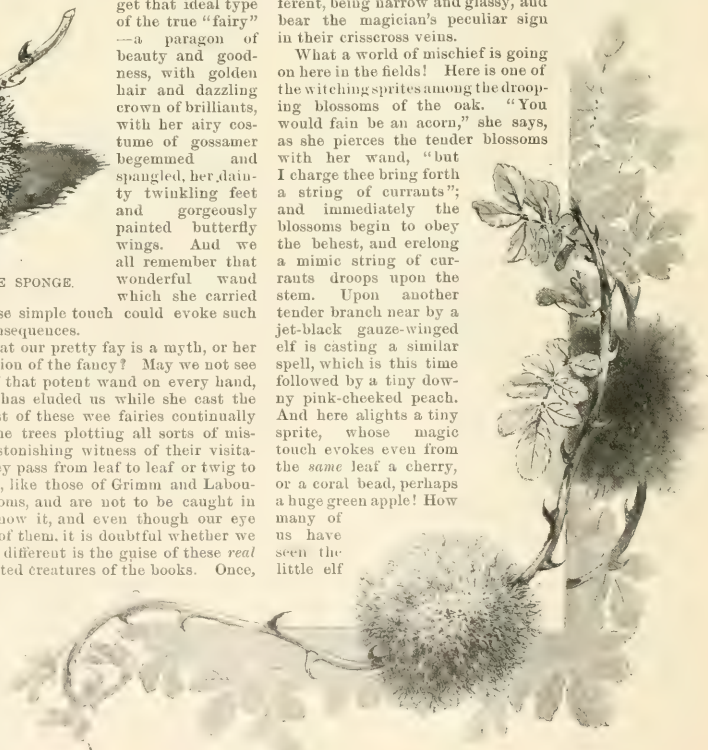 get that ideal type
of the true "fairy"
—a paragon of
beauty and good-
ness, with golden
hair and dazzling
crown of brilliants,
with her airy cos-
tume of gossamer
begemmed and
spangled, her dain-
ty twinkling feet
and gorgeously
painted butterfly
wings. And we
all remember that
wonderful wand
which she carried
E SPONGE.
se simple touch could evoke such
nsequences.
at our pretty fay is a myth, or her
ion of the fancy? May we not see
that potent wand on every hand,
has eluded us while she cast the
st of these wee fairies continually
he trees plotting all sorts of mis-
stonishing witness of their visita-
ey pass from leaf to leaf or twig to
, like those of Grimm and Labou-
oms, and are not to be caught in
now it, and even though our eye
of them, it is doubtful whether we
different is the guise of these real
ted creatures of the books. Once,
ferent, being narrow and glassy, and
bear the magician's peculiar sign
in their crisscross veins.
What a world of mischief is going
on here in the fields! Here is one of
the witching sprites among the droop-
ing blossoms of the oak. "You
would fain be an acorn," she says,
as she pierces the tender blossoms
with her wand, "but
I charge thee bring forth
a string of currants";
and immediately the
blossoms begin to obey
the behest, and erelong
a mimic string of cur-
rants droops upon the
stem. Upon another
tender branch near by a
jet-black gauze-winged
elf is casting a similar
spell, which is this time
followed by a tiny dow-
ny pink-cheeked peach.
And here alights a tiny
sprite, whose magic
touch evokes even from
the same leaf a cherry,
or a coral bead, perhaps
a huge green apple! How
many of
us have
seen the
little elf